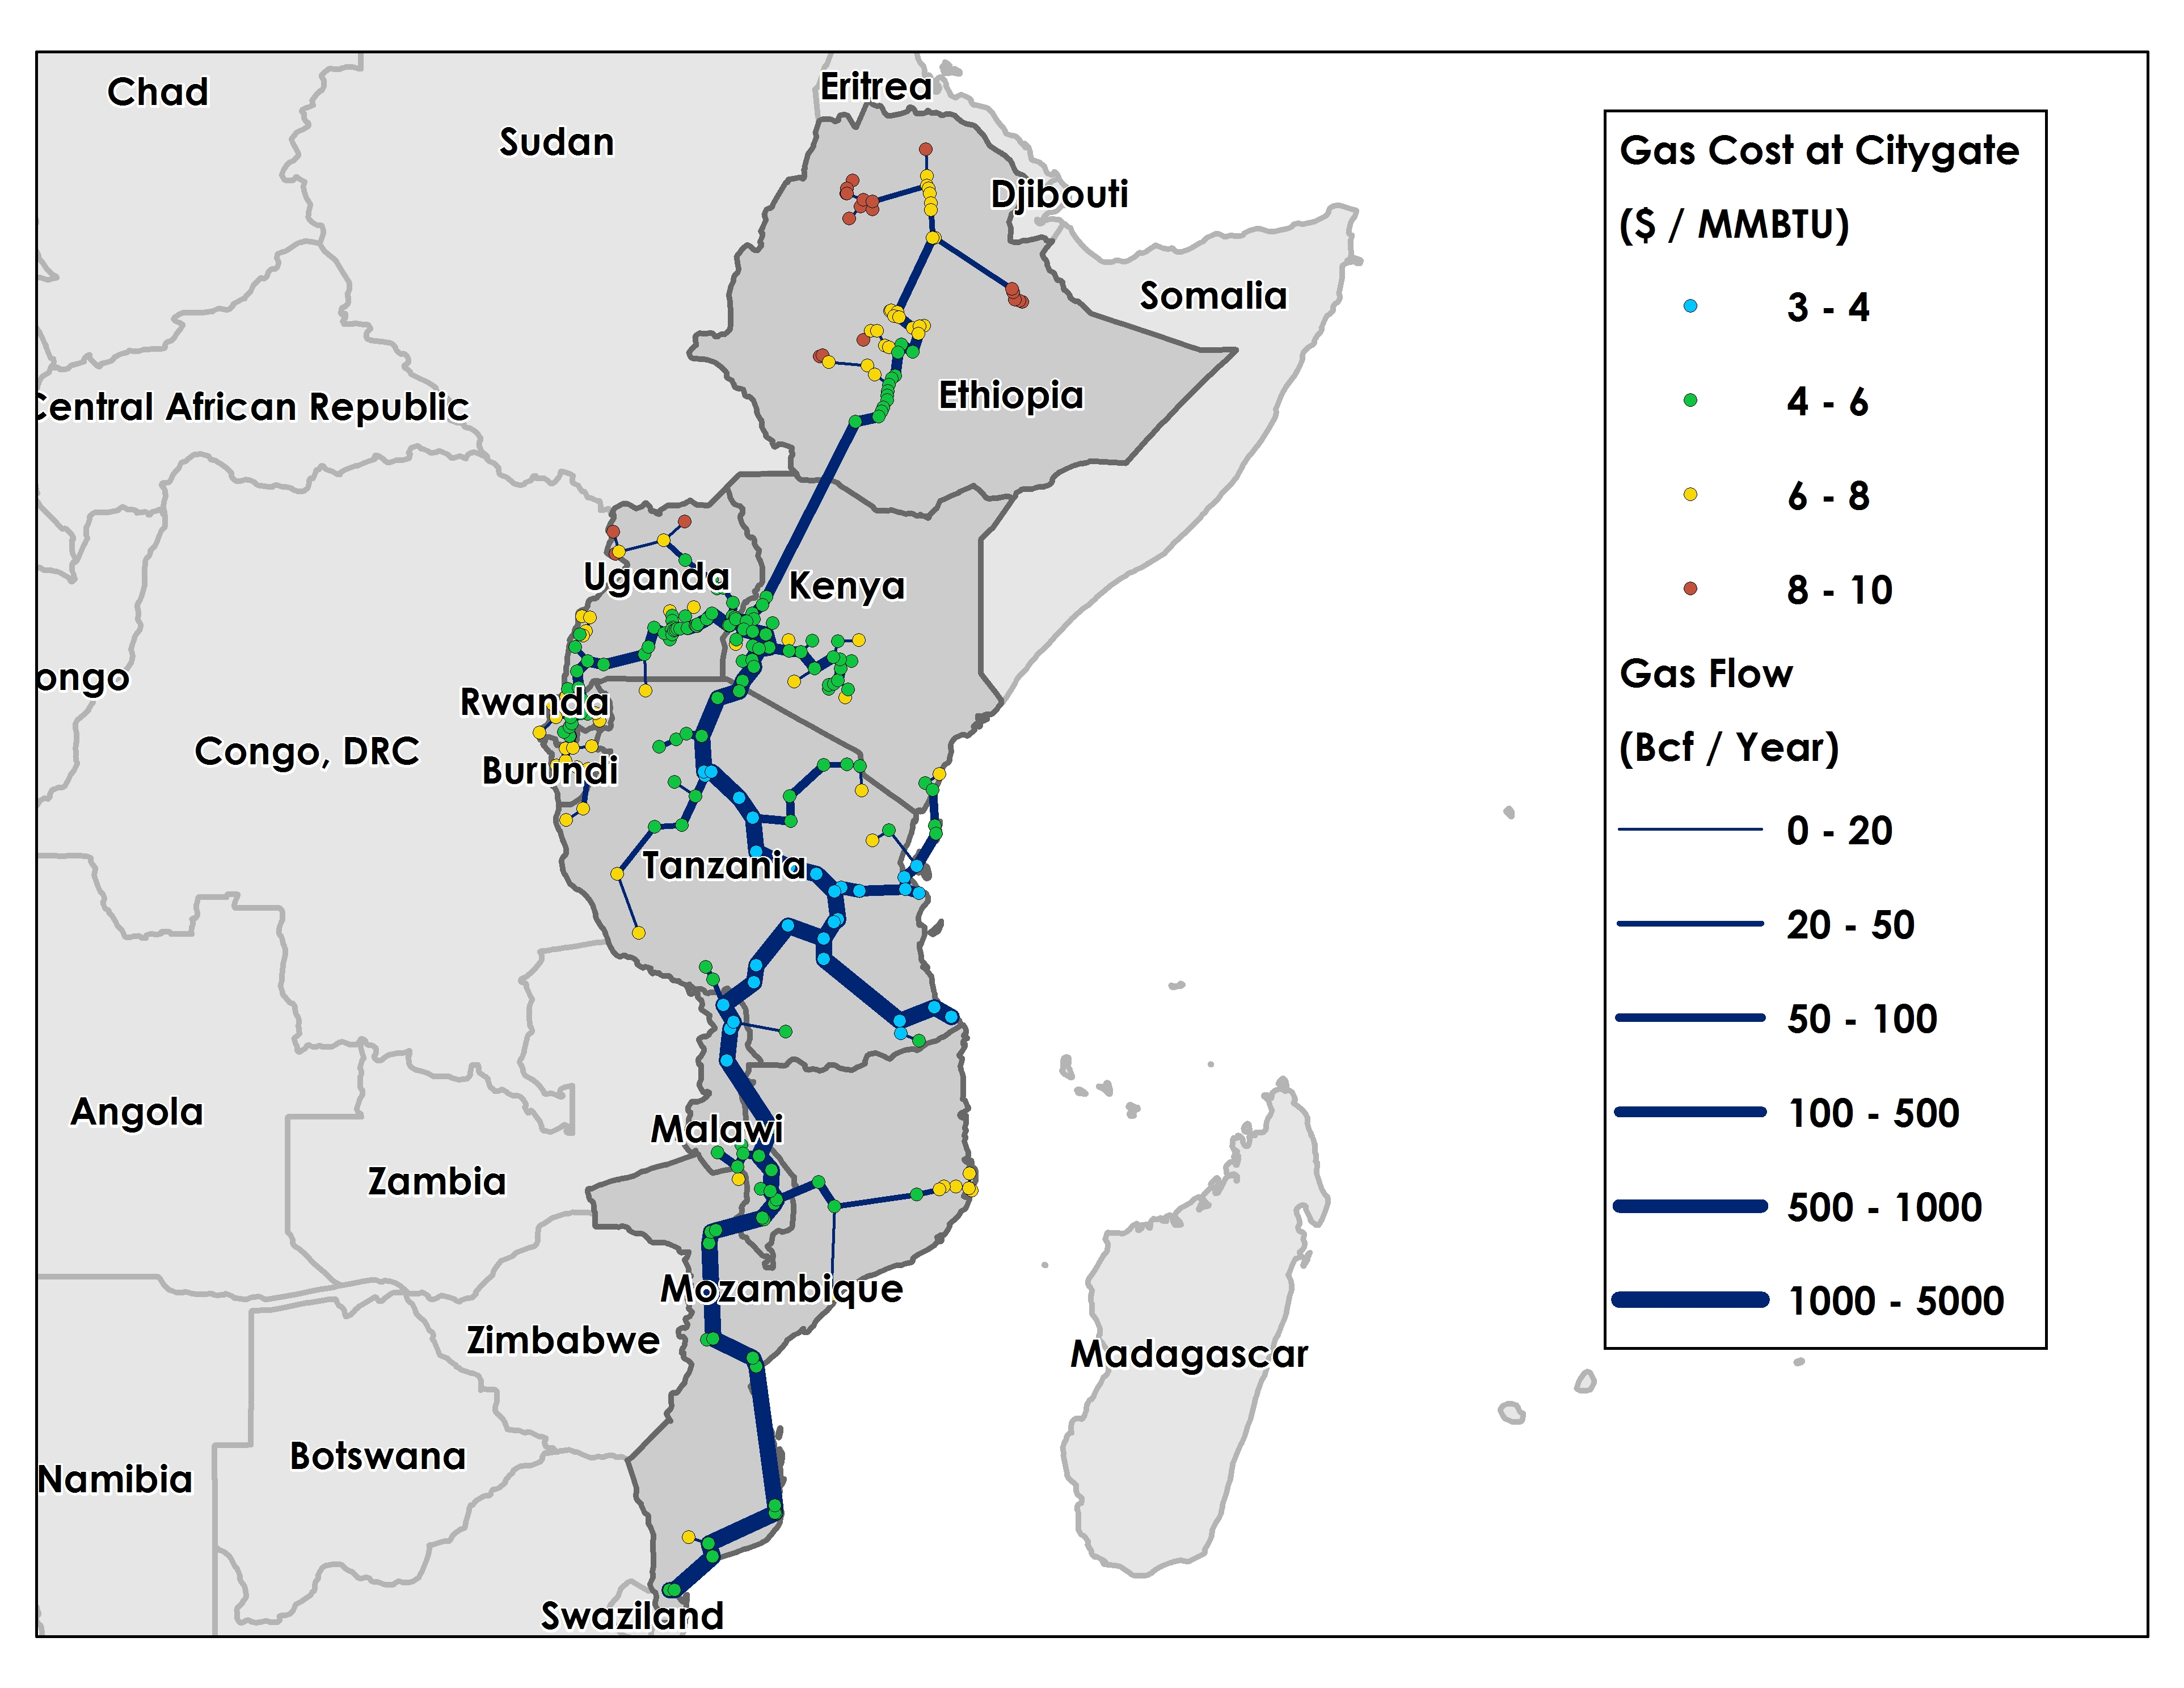 Chad
Eritrea
Sudan
Djibouti
Somalia
Ethiopia
Central African Republic
Uganda
Kenya
ongo
Rwanda
Congo, DRC
Burundi
Tanzania
Angola
Malawi
Zambia
Mozambique
Zimbabwe
Madagascar
Botswana
Namibia
Swaziland
Gas Cost at Citygate
($ / MMBTU)
3 - 4
4 - 6
6 - 8
8 - 10
Gas Flow
(Bcf / Year)
0 - 20
20 - 50
50 - 100
100 - 500
500 - 1000
1000 - 5000